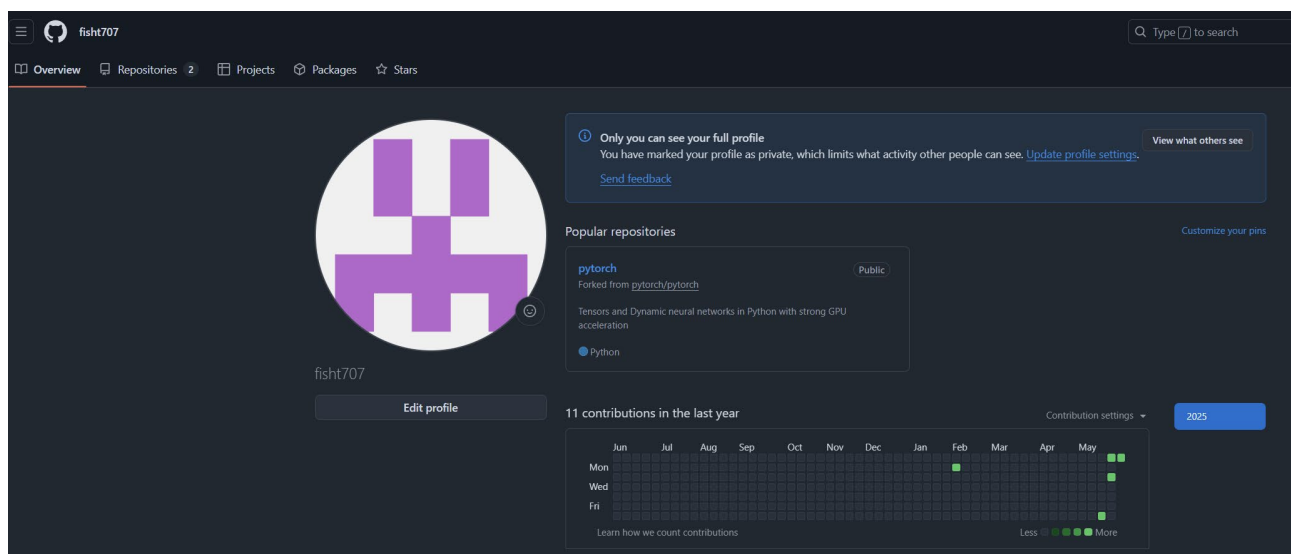 fisht707
Type / to search
Overview Repositories 2 Projects Packages Stars
Only you can see your full profile
You have marked your profile as private, which limits what activity other people can see. Update profile settings.
Send feedback
View what others see
Popular repositories
Customize your pins
pytorch
Public
Forked from pytorch/pytorch
Tensors and Dynamic neural networks in Python with strong GPU
acceleration
Python
fisht707
Edit profile
11 contributions in the last year
Contribution settings
2025
Jun Jul Aug Sep Oct Nov Dec Jan Feb Mar Apr May
Mon
Wed
Fri
Learn how we count contributions
Less More